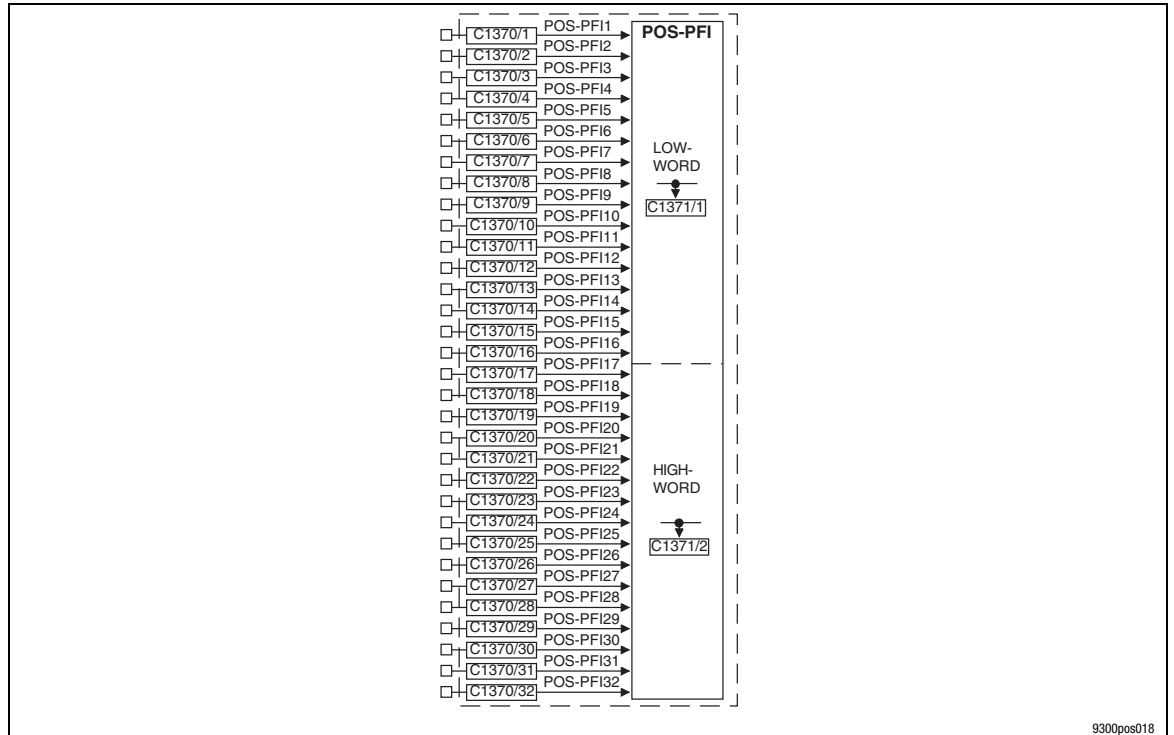 POS-PFI
C1370/1 POS-PFI1
C1370/2 POS-PFI2
C1370/3 POS-PFI3
C1370/4 POS-PFI4
C1370/5 POS-PFI5
C1370/6 POS-PFI6
C1370/7 POS-PFI7
C1370/8 POS-PFI8
C1370/9 POS-PFI9
C1370/10 POS-PFI10
C1370/11 POS-PFI11
C1370/12 POS-PFI12
C1370/13 POS-PFI13
C1370/14 POS-PFI14
C1370/15 POS-PFI15
C1370/16 POS-PFI16
LOW-
WORD
C1371/1
C1370/17 POS-PFI17
C1370/18 POS-PFI18
C1370/19 POS-PFI19
C1370/20 POS-PFI20
C1370/21 POS-PFI21
C1370/22 POS-PFI22
C1370/23 POS-PFI23
C1370/24 POS-PFI24
C1370/25 POS-PFI25
C1370/26 POS-PFI26
C1370/27 POS-PFI27
C1370/28 POS-PFI28
C1370/29 POS-PFI29
C1370/30 POS-PFI30
C1370/31 POS-PFI31
C1370/32 POS-PFI32
HIGH-
WORD
C1371/2
9300pos018